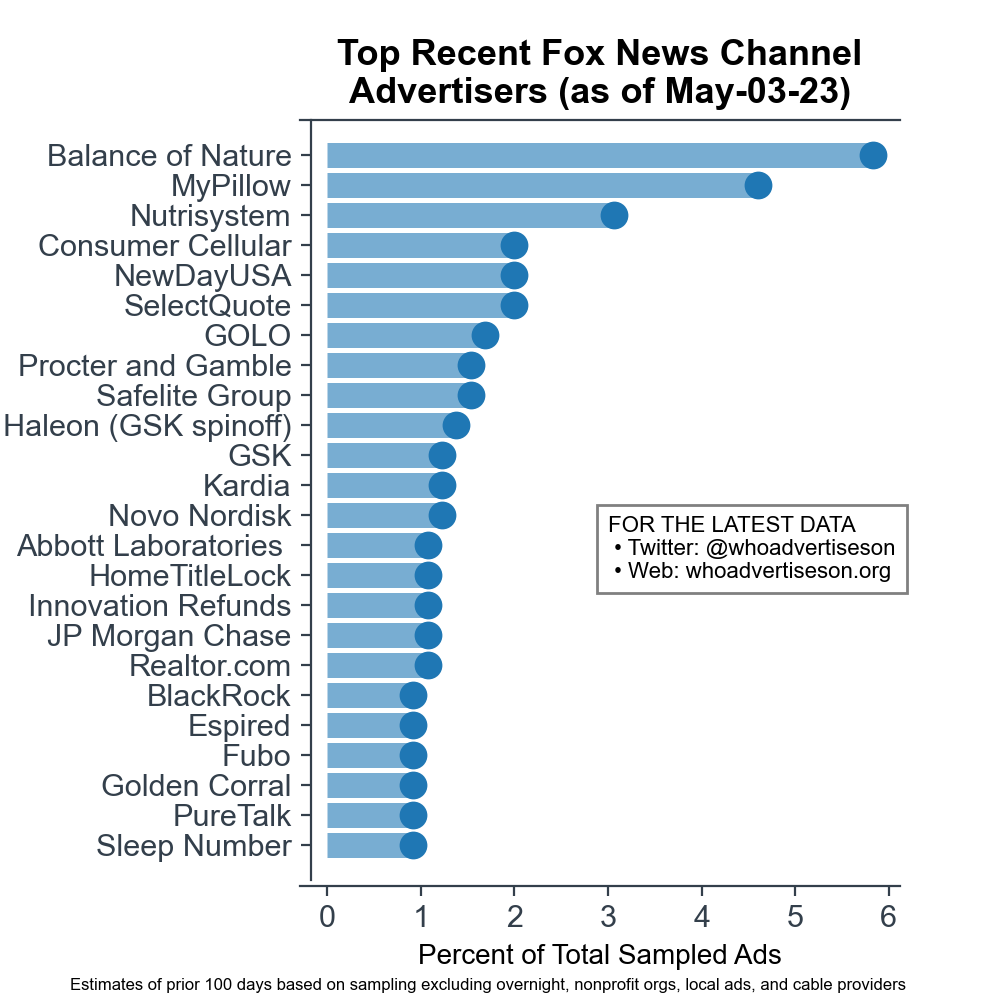 Top Recent Fox News Channel
Advertisers (as of May-03-23)
Balance of Nature
MyPillow
Nutrisystem
Consumer Cellular
NewDayUSA
SelectQuote
GOLO
Procter and Gamble
Safelite Group
Haleon (GSK spinoff)
GSK
Kardia
Novo Nordisk
Abbott Laboratories
HomeTitleLock
Innovation Refunds
JP Morgan Chase
Realtor.com
BlackRock
Espired
Fubo
Golden Corral
PureTalk
Sleep Number
FOR THE LATEST DATA
• Twitter: @whoadvertiseson
• Web: whoadvertiseson.org
0 1 2 3 4 5 6
Percent of Total Sampled Ads
Estimates of prior 100 days based on sampling excluding overnight, nonprofit orgs, local ads, and cable providers